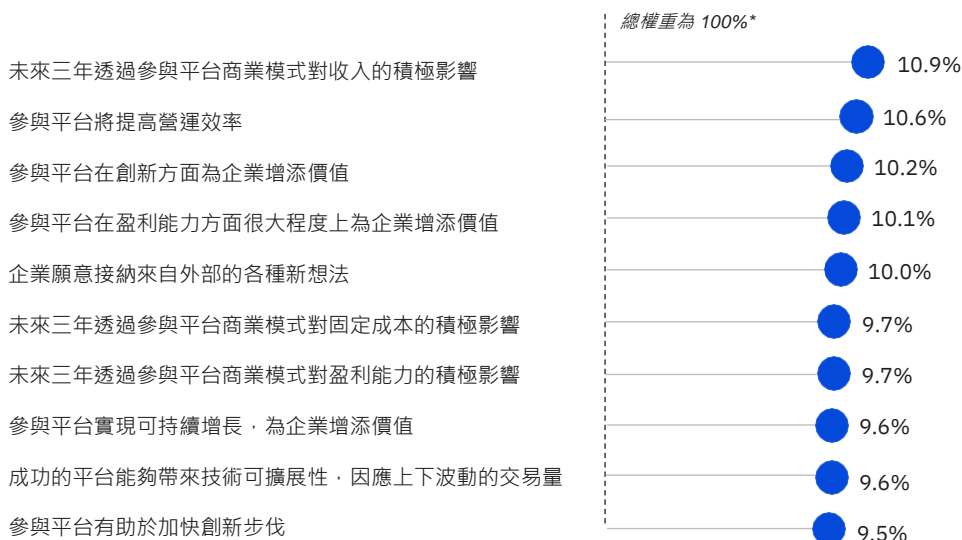 總權重為 100%*
未來三年透過參與平台商業模式對收入的積極影響 10.9%
參與平台將提高營運效率 10.6%
參與平台在創新方面為企業增添價值 10.2%
參與平台在盈利能力方面很大程度上為企業增添價值 10.1%
企業願意接納來自外部的各種新想法 10.0%
未來三年透過參與平台商業模式對固定成本的積極影響 9.7%
未來三年透過參與平台商業模式對盈利能力的積極影響 9.7%
參與平台實現可持續增長，為企業增添價值 9.6%
成功的平台能夠帶來技術可擴展性，因應上下波動的交易量 9.6%
參與平台有助於加快創新步伐 9.5%